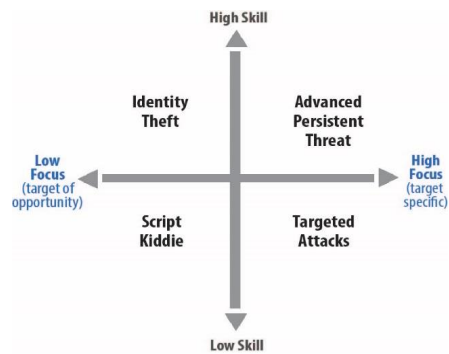 High Skill
Identity
Theft
Advanced
Persistent
Threat
Low
Focus
(target of
opportunity)
High
Focus
(target
specific)
Script
Kiddie
Targeted
Attacks
Low Skill